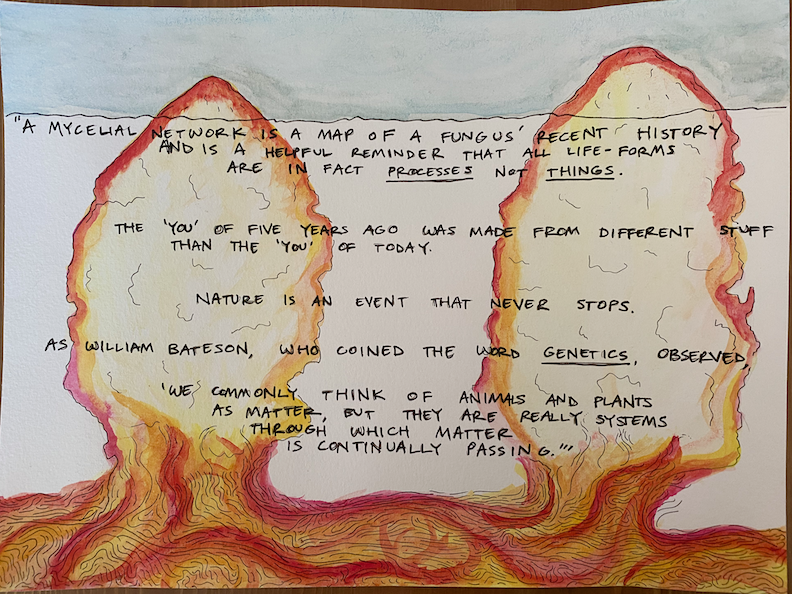 "A MYCELIAL NETWORK IS A MAP OF A FUNGUS' RECENT HISTORY
AND IS A HELPFUL REMINDER THAT ALL LIFE-FORMS
ARE IN FACT PROCESSES NOT THINGS.
THE 'YOU' OF FIVE YEARS AGO WAS MADE FROM DIFFERENT STUFF
THAN THE 'YOU' OF TODAY.
NATURE IS AN EVENT THAT NEVER STOPS.
AS WILLIAM BATESON, WHO COINED THE WORD GENETICS, OBSERVED,
'WE COMMONLY THINK OF ANIMALS AND PLANTS
AS MATTER, BUT THEY ARE REALLY SYSTEMS
THROUGH WHICH MATTER
IS CONTINUALLY PASSING.'"